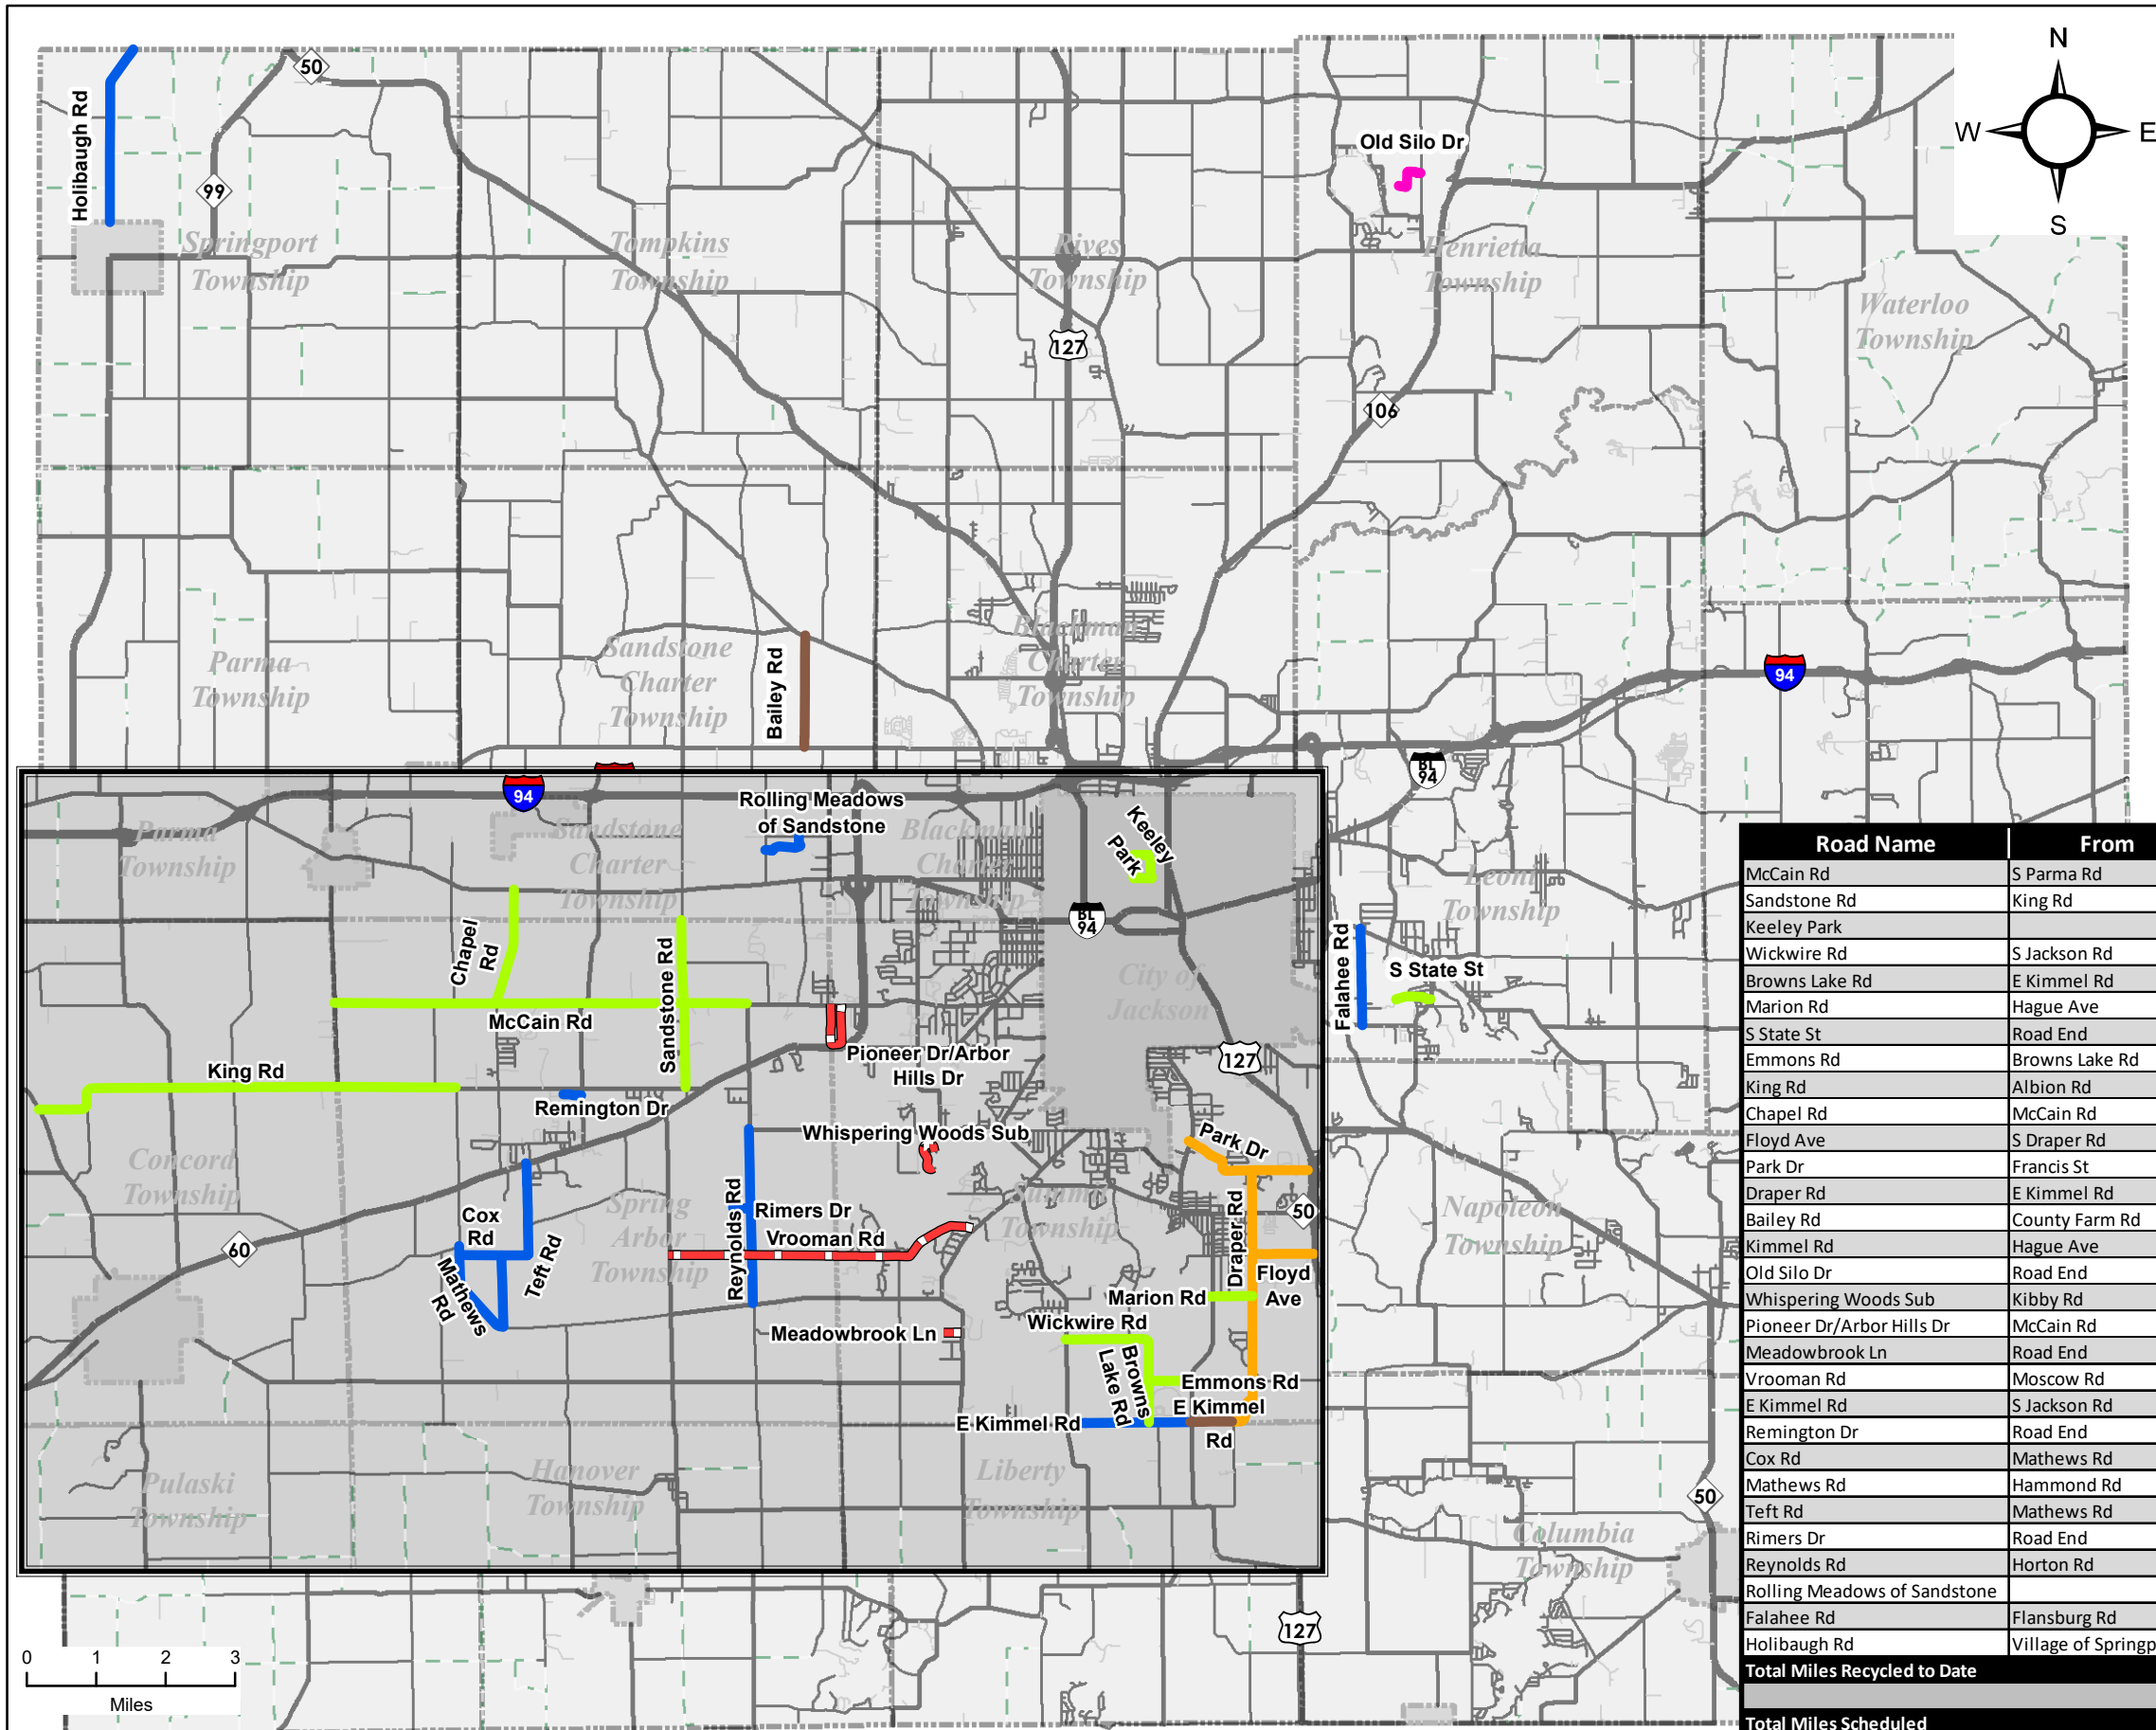 N
W
E
S
50
99
Holibaugh Rd
Old Silo Dr
Springport
Township
Tompkins
Township
Rives
Township
Henrietta
Township
Waterloo
Township
127
106
Parma
Township
Sandstone
Charter
Township
Bailey Rd
Blackman
Charter
Township
94
BL
94
94
Rolling Meadows
of Sandstone
Parma
Township
Sandstone
Charter
Township
Blackman
Charter
Township
Keeley
Park
BL
94
Leoni
Township
Chapel
Rd
Sandstone Rd
McCain Rd
City of
Jackson
Falahee Rd
S State St
Pioneer Dr/Arbor
Hills Dr
127
King Rd
Remington Dr
Whispering Woods Sub
Park Dr
Concord
Township
Spring
Arbor
Township
Summit
Township
Napoleon
Township
Cox
Rd
Teft Rd
Mathews
Rd
60
Reynolds Rd
Rimers Dr
Vrooman Rd
Draper Rd
50
Floyd
Ave
Marion Rd
Wickwire Rd
Meadowbrook Ln
Browns
Lake Rd
Emmons Rd
E Kimmel Rd
E Kimmel
Rd
Pulaski
Township
Hanover
Township
Liberty
Township
Columbia
Township
50
127
0 1 2 3
Miles
Road Name From
McCain Rd S Parma Rd
Sandstone Rd King Rd
Keeley Park
Wickwire Rd S Jackson Rd
Browns Lake Rd E Kimmel Rd
Marion Rd Hague Ave
S State St Road End
Emmons Rd Browns Lake Rd
King Rd Albion Rd
Chapel Rd McCain Rd
Floyd Ave S Draper Rd
Park Dr Francis St
Draper Rd E Kimmel Rd
Bailey Rd County Farm Rd
Kimmel Rd Hague Ave
Old Silo Dr Road End
Whispering Woods Sub Kibby Rd
Pioneer Dr/Arbor Hills Dr McCain Rd
Meadowbrook Ln Road End
Vrooman Rd Moscow Rd
E Kimmel Rd S Jackson Rd
Remington Dr Road End
Cox Rd Mathews Rd
Mathews Rd Hammond Rd
Teft Rd Mathews Rd
Rimers Dr Road End
Reynolds Rd Horton Rd
Rolling Meadows of Sandstone
Falahee Rd Flansburg Rd
Holibaugh Rd Village of Springp
Total Miles Recycled to Date
Total Miles Scheduled